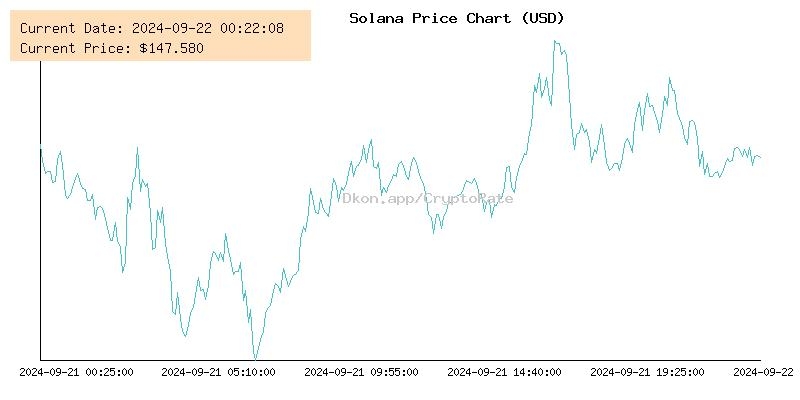 Solana Price Chart (USD)
Current Date: 2024-09-22 00:22:08
Current Price: $147.580
Dkon.app/CryptoRate
2024-09-21 00:25:00 2024-09-21 05:10:00 2024-09-21 09:55:00 2024-09-21 14:40:00 2024-09-21 19:25:00 2024-09-22